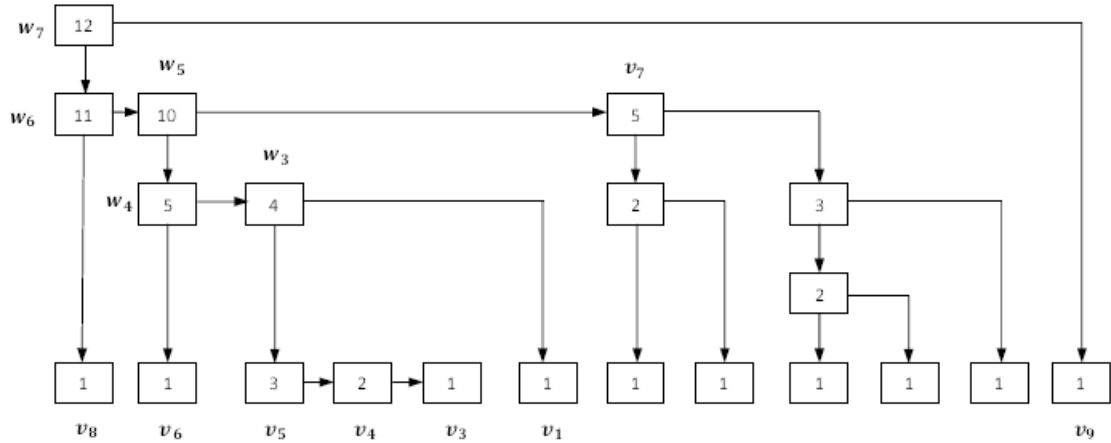 w₇ 12
w₅ v₇
w₆ 11 10 5
w₃
w₄ 5 4 2 3
2
1 1 3 2 1 1 1 1 1 1 1 1
v₈ v₆ v₅ v₄ v₃ v₁ v₉